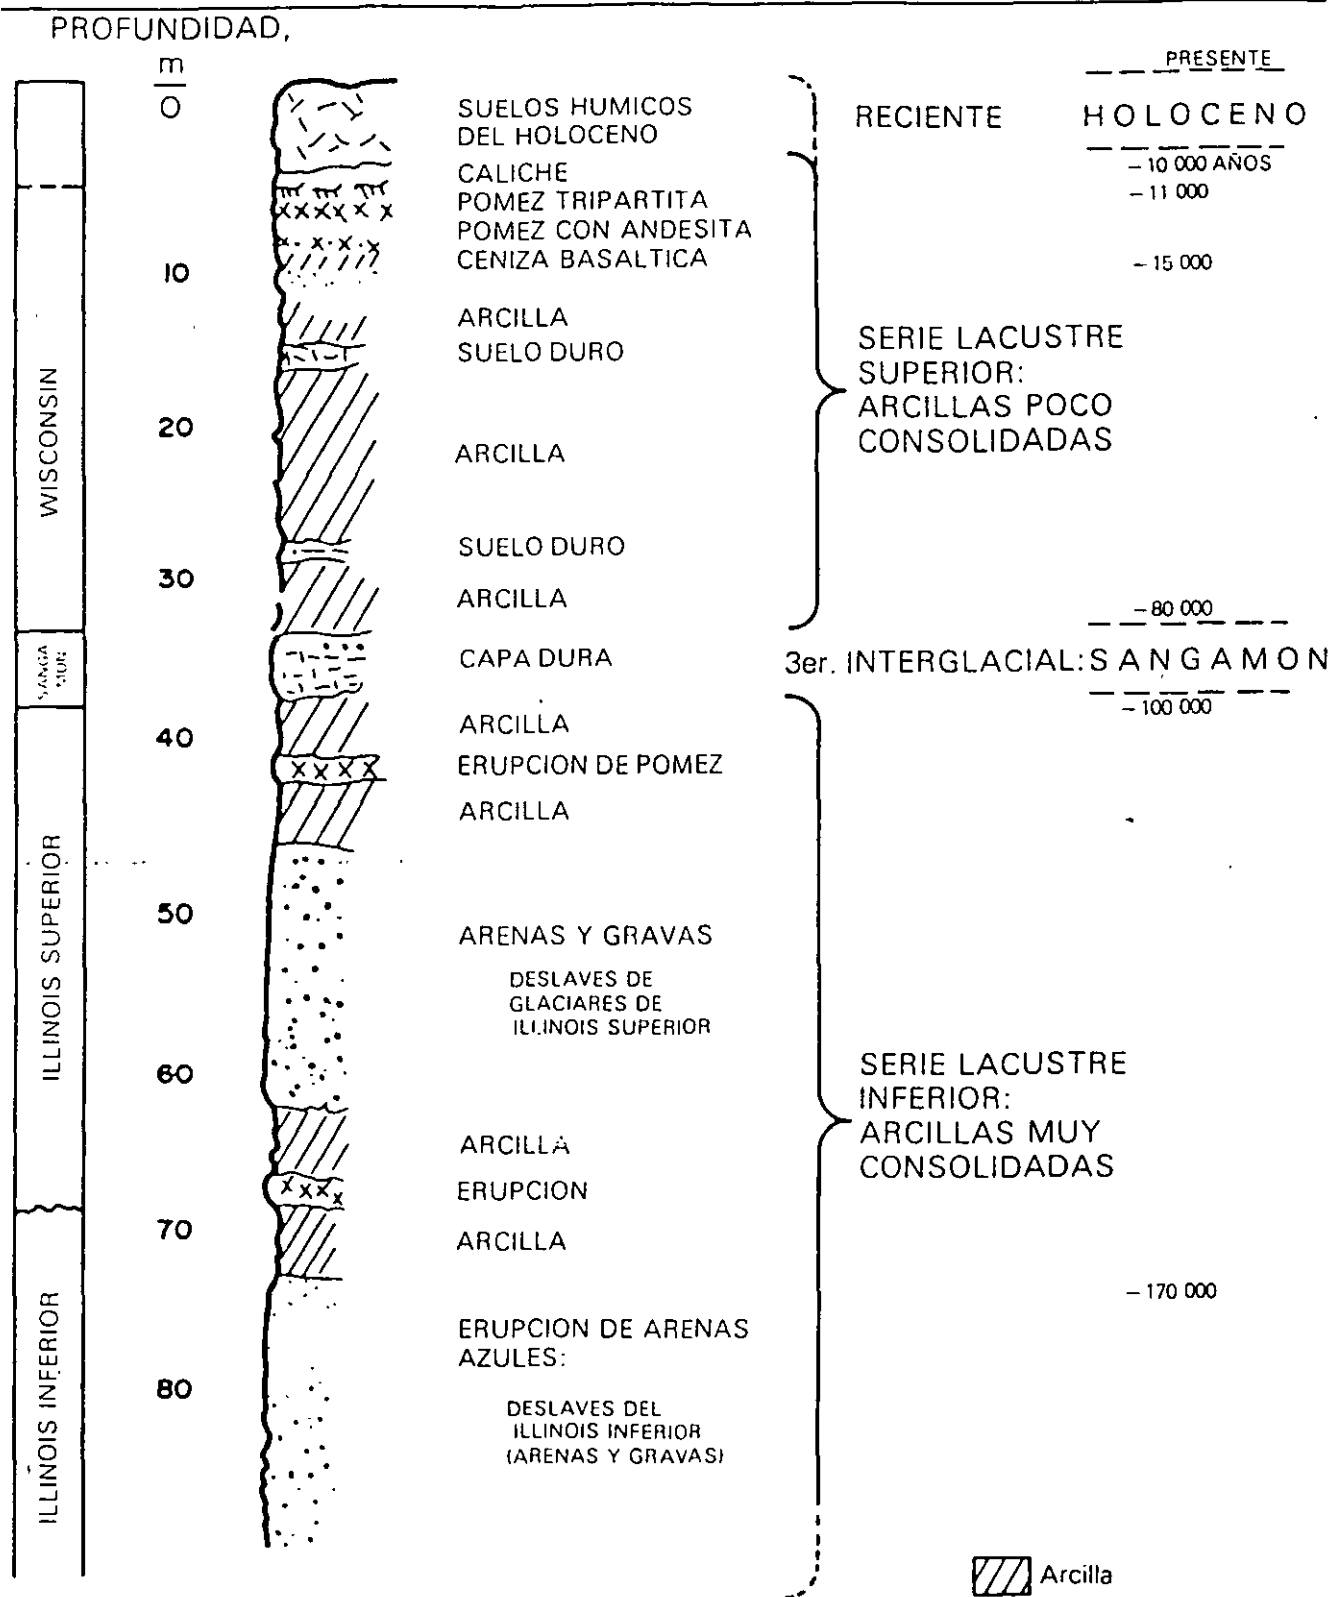 PROFUNDIDAD,
m
0
10
20
30
40
50
60
70
80
WISCONSIN
SANGA
MON
ILLINOIS SUPERIOR
ILLINOIS INFERIOR
SUELOS HUMICOS
DEL HOLOCENO
CALICHE
POMEZ TRIPARTITA
POMEZ CON ANDESITA
CENIZA BASALTICA
ARCILLA
SUELO DURO
ARCILLA
SUELO DURO
ARCILLA
CAPA DURA
ARCILLA
ERUPCION DE POMEZ
ARCILLA
ARENAS Y GRAVAS
DESLAVES DE
GLACIARES DE
ILLINOIS SUPERIOR
ARCILLA
ERUPCION
ARCILLA
ERUPCION DE ARENAS
AZULES:
DESLAVES DEL
ILLINOIS INFERIOR
(ARENAS Y GRAVAS)
RECIENTE
SERIE LACUSTRE
SUPERIOR:
ARCILLAS POCO
CONSOLIDADAS
3er. INTERGLACIAL: SANGAMON
SERIE LACUSTRE
INFERIOR:
ARCILLAS MUY
CONSOLIDADAS
PRESENTE
HOLOCENO
– 10 000 AÑOS
– 11 000
– 15 000
– 80 000
– 100 000
– 170 000
Arcilla